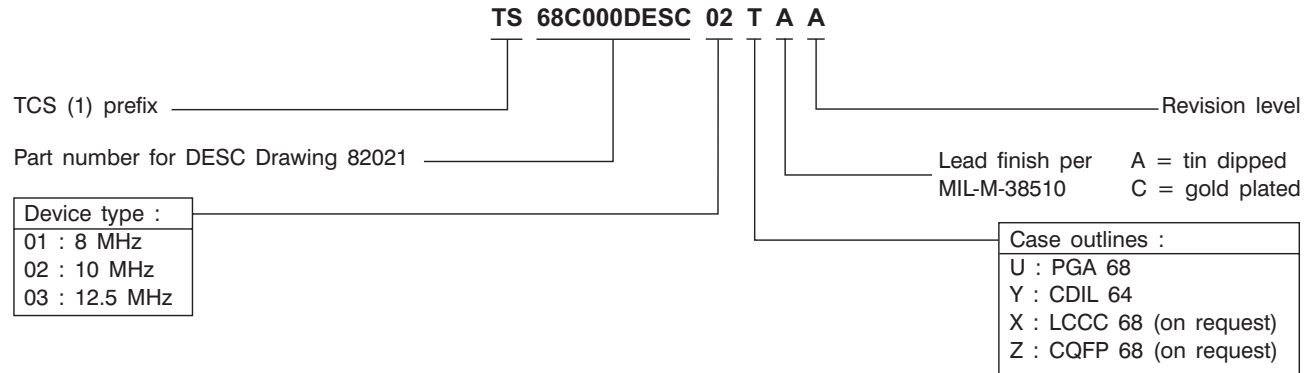 TS 68C000DESC 02 T A A
TCS (1) prefix
Revision level
Part number for DESC Drawing 82021
Lead finish per A = tin dipped
MIL-M-38510 C = gold plated
Device type :
01 : 8 MHz
02 : 10 MHz
03 : 12.5 MHz
Case outlines :
U : PGA 68
Y : CDIL 64
X : LCCC 68 (on request)
Z : CQFP 68 (on request)